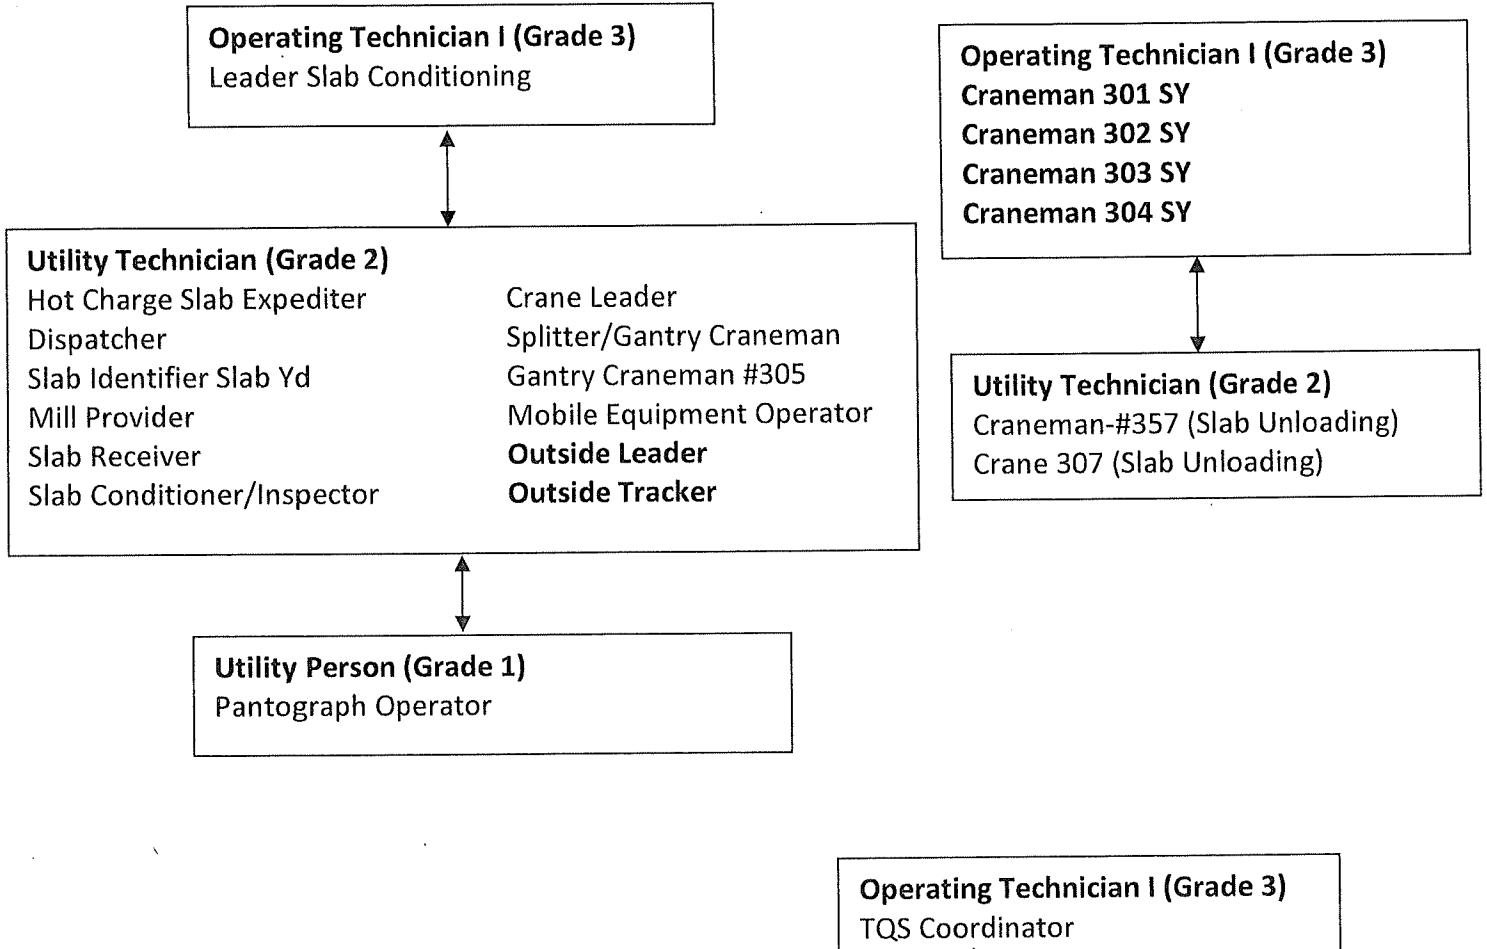 Operating Technician I (Grade 3)
Leader Slab Conditioning
Operating Technician I (Grade 3)
Craneman 301 SY
Craneman 302 SY
Craneman 303 SY
Craneman 304 SY
Utility Technician (Grade 2)
Hot Charge Slab Expediter
Dispatcher
Slab Identifier Slab Yd
Mill Provider
Slab Receiver
Slab Conditioner/Inspector
Crane Leader
Splitter/Gantry Craneman
Gantry Craneman #305
Mobile Equipment Operator
Outside Leader
Outside Tracker
Utility Technician (Grade 2)
Craneman-#357 (Slab Unloading)
Crane 307 (Slab Unloading)
Utility Person (Grade 1)
Pantograph Operator
Operating Technician I (Grade 3)
TQS Coordinator